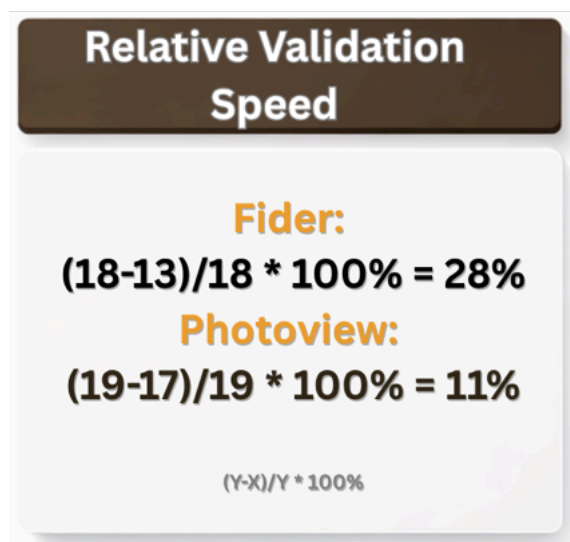 Relative Validation
Speed
Fider:
(18-13)/18 * 100% = 28%
Photoview:
(19-17)/19 * 100% = 11%
(Y-X)/Y * 100%